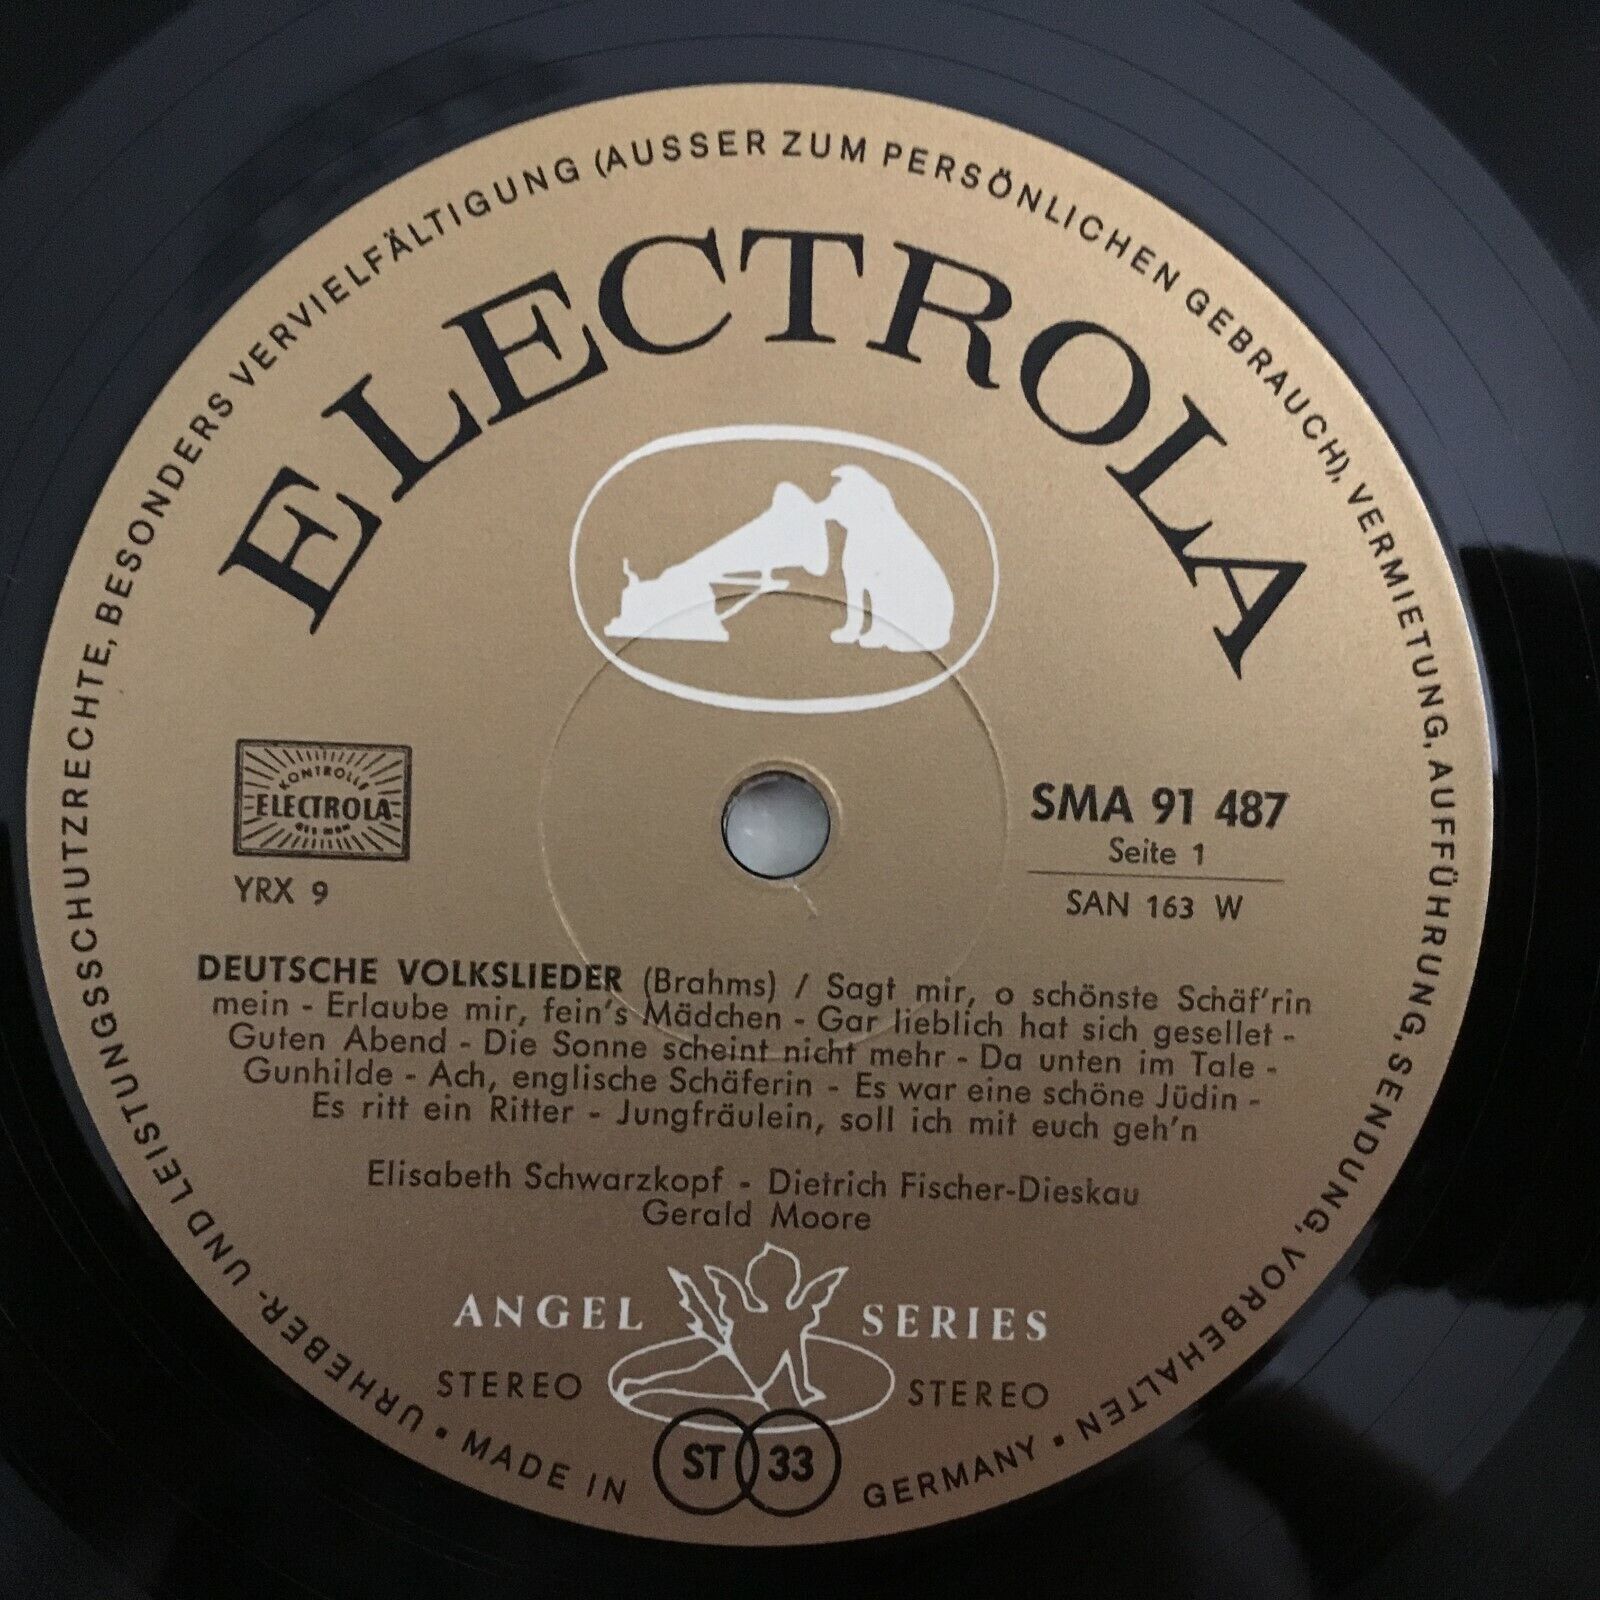 URHEBER- UND LEISTUNGSSCHUTZRECHTE, BESONDERS VERVIELFÄLTIGUNG (AUSSER ZUM PERSÖNLICHEN GEBRAUCH), VERMIETUNG, AUFFÜHRUNG, SENDUNG, VORBEHALTEN
ELECTROLA
KONTROLLE
ELECTROLA
YRX 9
SMA 91 487
Seite 1
SAN 163 W
DEUTSCHE VOLKSLIEDER (Brahms) / Sagt mir, o schönste Schäf'rin
mein - Erlaube mir, fein's Mädchen - Gar lieblich hat sich gesellet -
Guten Abend - Die Sonne scheint nicht mehr - Da unten im Tale -
Gunhilde - Ach, englische Schäferin - Es war eine schöne Jüdin -
Es ritt ein Ritter - Jungfräulein, soll ich mit euch geh'n
Elisabeth Schwarzkopf - Dietrich Fischer-Dieskau
Gerald Moore
ANGEL SERIES
STEREO STEREO
ST 33
• MADE IN GERMANY •